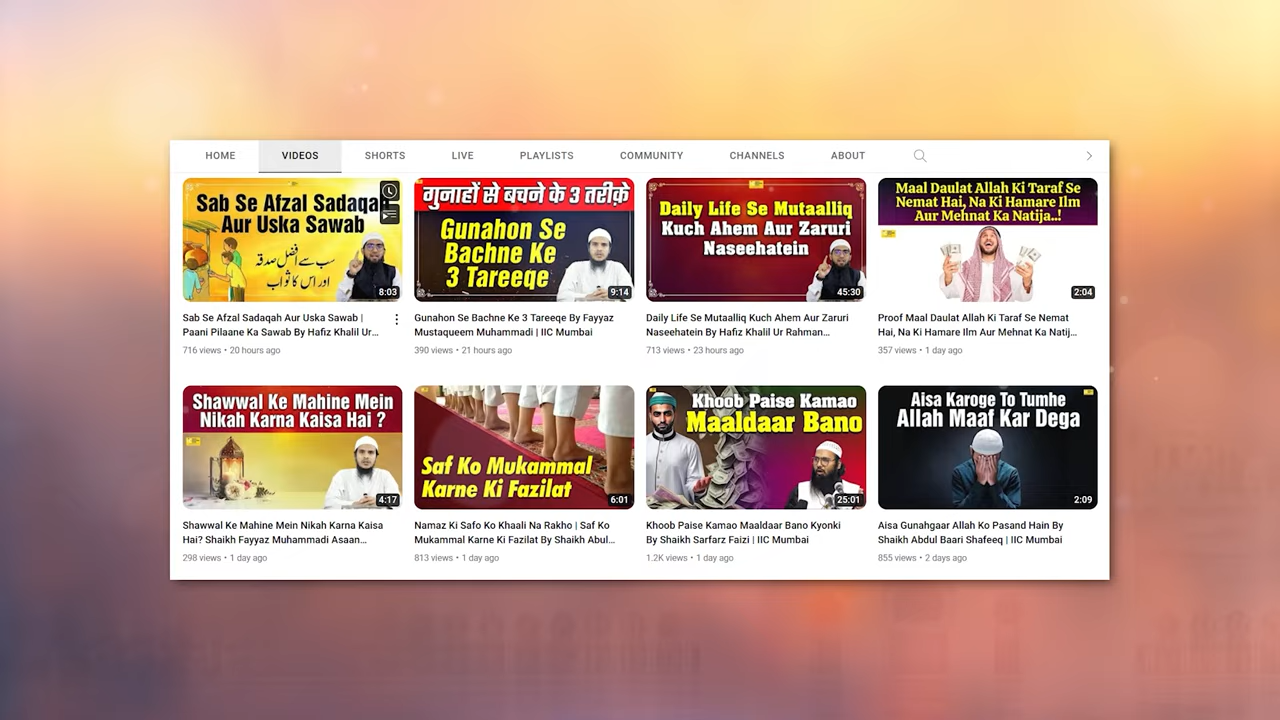 HOME VIDEOS SHORTS LIVE PLAYLISTS COMMUNITY CHANNELS ABOUT
Sab Se Afzal Sadaqah
Aur Uska Sawab
سب سے افضل صدقہ
اور اس کا ثواب
8:03
Sab Se Afzal Sadaqah Aur Uska Sawab |
Paani Pilaane Ka Sawab By Hafiz Khalil Ur...
716 views • 20 hours ago
गुनाहों से बचने के 3 तरीक़े
Gunahon Se
Bachne Ke
3 Tareeqe
9:14
Gunahon Se Bachne Ke 3 Tareeqe By Fayyaz
Mustaqueem Muhammadi | IIC Mumbai
390 views • 21 hours ago
Daily Life Se Mutaalliq
Kuch Ahem Aur Zaruri
Naseehatein
45:30
Daily Life Se Mutaalliq Kuch Ahem Aur Zaruri
Naseehatein By Hafiz Khalil Ur Rahman...
713 views • 23 hours ago
Maal Daulat Allah Ki Taraf Se
Nemat Hai, Na Ki Hamare Ilm
Aur Mehnat Ka Natija..!
2:04
Proof Maal Daulat Allah Ki Taraf Se Nemat
Hai, Na Ki Hamare Ilm Aur Mehnat Ka Natij...
357 views • 1 day ago
Shawwal Ke Mahine Mein
Nikah Karna Kaisa Hai ?
4:17
Shawwal Ke Mahine Mein Nikah Karna Kaisa
Hai? Shaikh Fayyaz Muhammadi Asaan...
298 views • 1 day ago
Saf Ko Mukammal
Karne Ki Fazilat
6:01
Namaz Ki Safo Ko Khaali Na Rakho | Saf Ko
Mukammal Karne Ki Fazilat By Shaikh Abul...
813 views • 1 day ago
Khoob Paise Kamao
Maaldaar Bano
25:01
Khoob Paise Kamao Maaldaar Bano Kyonki
By Shaikh Sarfarz Faizi | IIC Mumbai
1.2K views • 1 day ago
Aisa Karoge To Tumhe
Allah Maaf Kar Dega
2:09
Aisa Gunahgaar Allah Ko Pasand Hain By
Shaikh Abdul Baari Shafeeq | IIC Mumbai
855 views • 2 days ago